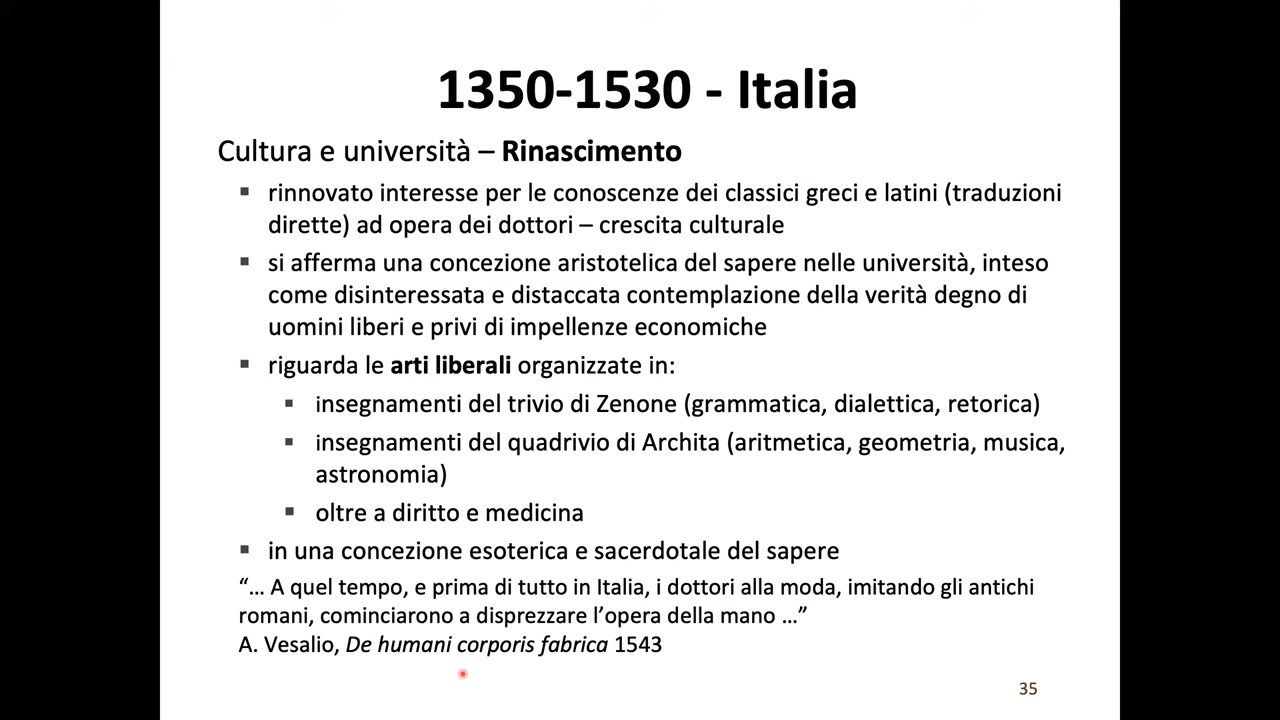 1350-1530 - Italia
Cultura e università – Rinascimento
▪ rinnovato interesse per le conoscenze dei classici greci e latini (traduzioni
dirette) ad opera dei dottori – crescita culturale
▪ si afferma una concezione aristotelica del sapere nelle università, inteso
come disinteressata e distaccata contemplazione della verità degno di
uomini liberi e privi di impellenze economiche
▪ riguarda le arti liberali organizzate in:
▪ insegnamenti del trivio di Zenone (grammatica, dialettica, retorica)
▪ insegnamenti del quadrivio di Archita (aritmetica, geometria, musica,
astronomia)
▪ oltre a diritto e medicina
▪ in una concezione esoterica e sacerdotale del sapere
“… A quel tempo, e prima di tutto in Italia, i dottori alla moda, imitando gli antichi
romani, cominciarono a disprezzare l’opera della mano …”
A. Vesalio, De humani corporis fabrica 1543
35